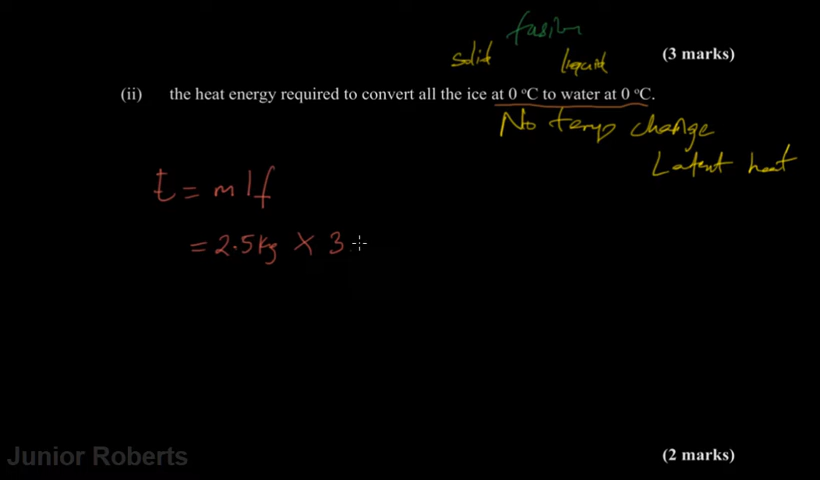 fusion
solid liquid (3 marks)
(ii) the heat energy required to convert all the ice at 0 °C to water at 0 °C.
No temp change
Latent heat
t = m l f
= 2.5kg × 3
Junior Roberts (2 marks)